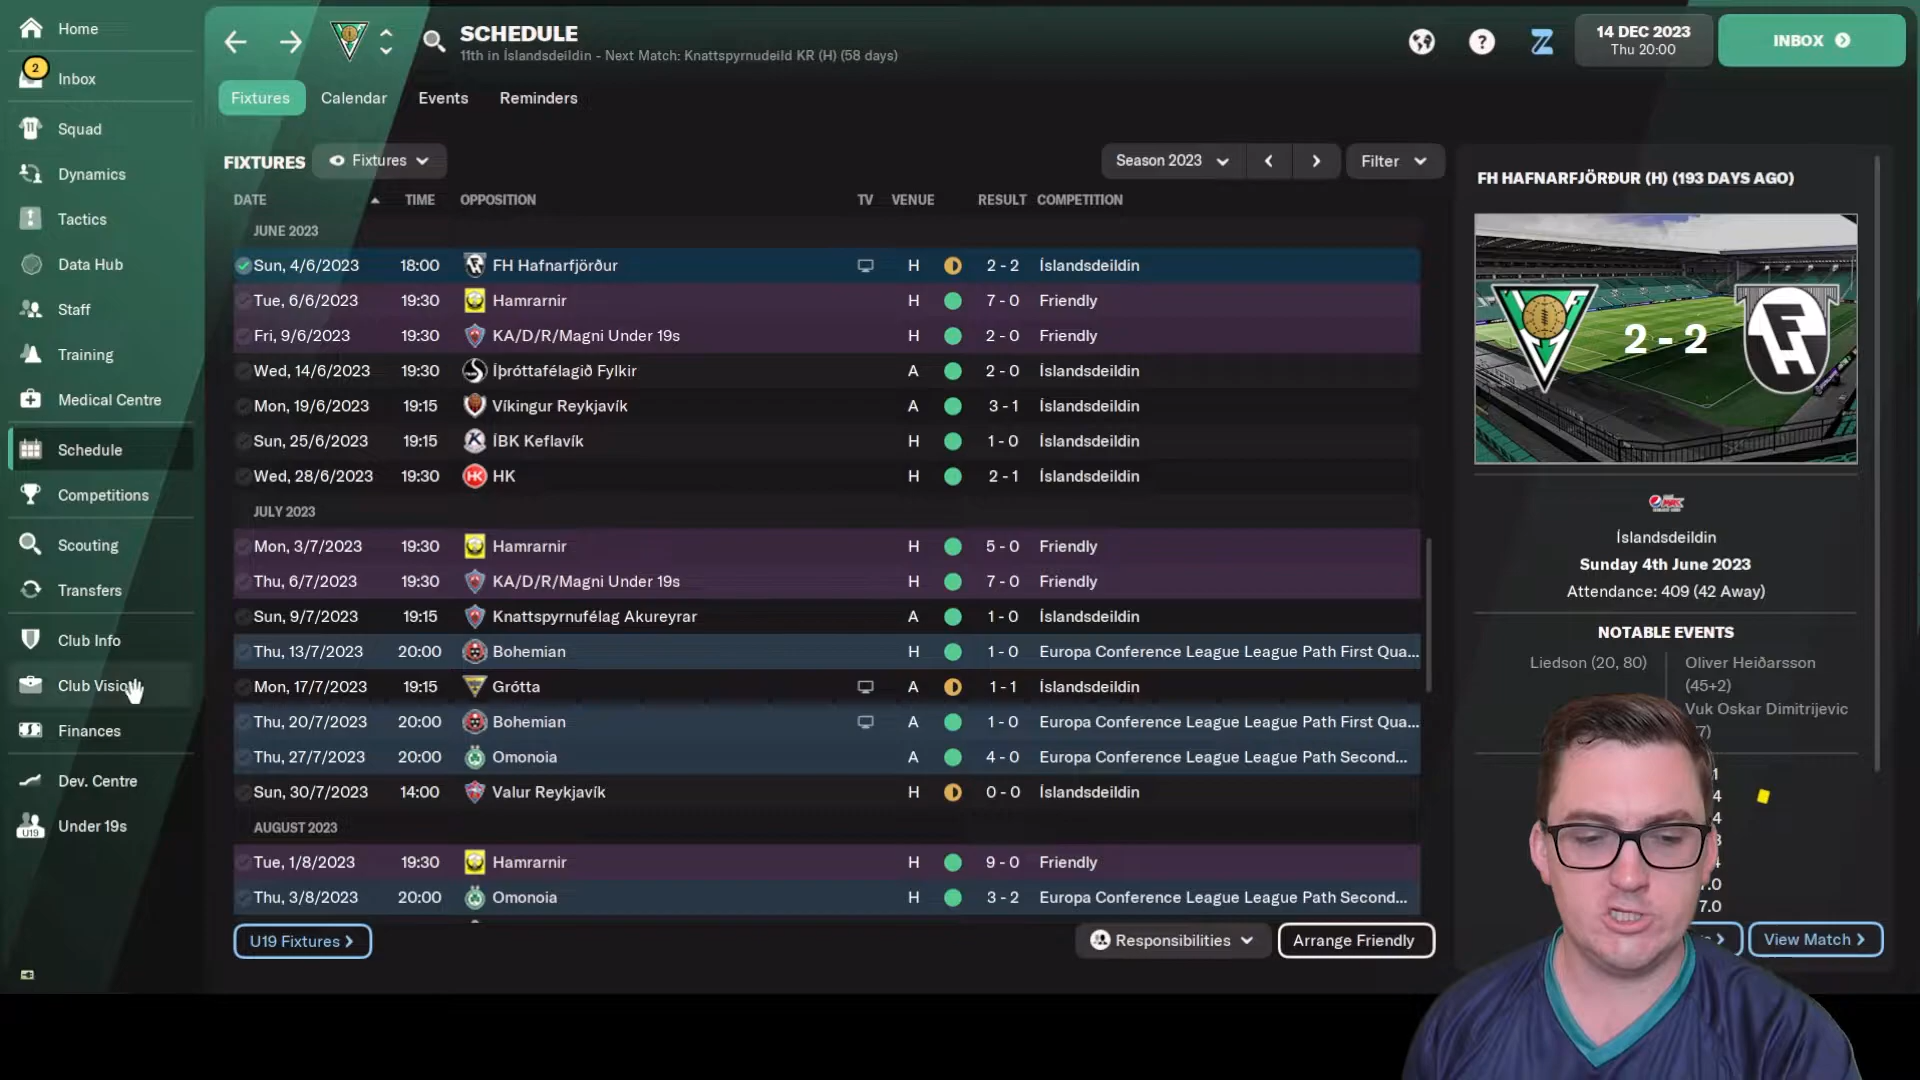 Home
2
Inbox
Squad
Dynamics
Tactics
Data Hub
Staff
Training
Medical Centre
Schedule
Competitions
Scouting
Transfers
Club Info
Club Vision
Finances
Dev. Centre
U19
Under 19s
SCHEDULE
11th in Íslandsdeildin - Next Match: Knattspyrnudeild KR (H) (58 days)
14 DEC 2023
Thu 20:00
INBOX
Fixtures Calendar Events Reminders
FIXTURES Fixtures Season 2023 Filter
DATE TIME OPPOSITION TV VENUE RESULT COMPETITION
JUNE 2023
Sun, 4/6/2023 18:00 FH Hafnarfjörður H 2 - 2 Íslandsdeildin
Tue, 6/6/2023 19:30 Hamrarnir H 7 - 0 Friendly
Fri, 9/6/2023 19:30 KA/D/R/Magni Under 19s H 2 - 0 Friendly
Wed, 14/6/2023 19:30 Íþróttafélagið Fylkir A 2 - 0 Íslandsdeildin
Mon, 19/6/2023 19:15 Víkingur Reykjavík A 3 - 1 Íslandsdeildin
Sun, 25/6/2023 19:15 ÍBK Keflavík H 1 - 0 Íslandsdeildin
Wed, 28/6/2023 19:30 HK HK H 2 - 1 Íslandsdeildin
JULY 2023
Mon, 3/7/2023 19:30 Hamrarnir H 5 - 0 Friendly
Thu, 6/7/2023 19:30 KA/D/R/Magni Under 19s H 7 - 0 Friendly
Sun, 9/7/2023 19:15 Knattspyrnufélag Akureyrar A 1 - 0 Íslandsdeildin
Thu, 13/7/2023 20:00 Bohemian H 1 - 0 Europa Conference League League Path First Qua...
Mon, 17/7/2023 19:15 Grótta A 1 - 1 Íslandsdeildin
Thu, 20/7/2023 20:00 Bohemian A 1 - 0 Europa Conference League League Path First Qua...
Thu, 27/7/2023 20:00 Omonoia A 4 - 0 Europa Conference League League Path Second...
Sun, 30/7/2023 14:00 Valur Reykjavík H 0 - 0 Íslandsdeildin
AUGUST 2023
Tue, 1/8/2023 19:30 Hamrarnir H 9 - 0 Friendly
Thu, 3/8/2023 20:00 Omonoia H 3 - 2 Europa Conference League League Path Second...
U19 Fixtures Responsibilities Arrange Friendly
FH HAFNARFJÖRÐUR (H) (193 DAYS AGO)
2 - 2
FH
Íslandsdeildin
Sunday 4th June 2023
Attendance: 409 (42 Away)
NOTABLE EVENTS
Liedson (20, 80)
Oliver Heiðarsson
(45+2)
Vuk Oskar Dimitrijevic
7.0
View Match